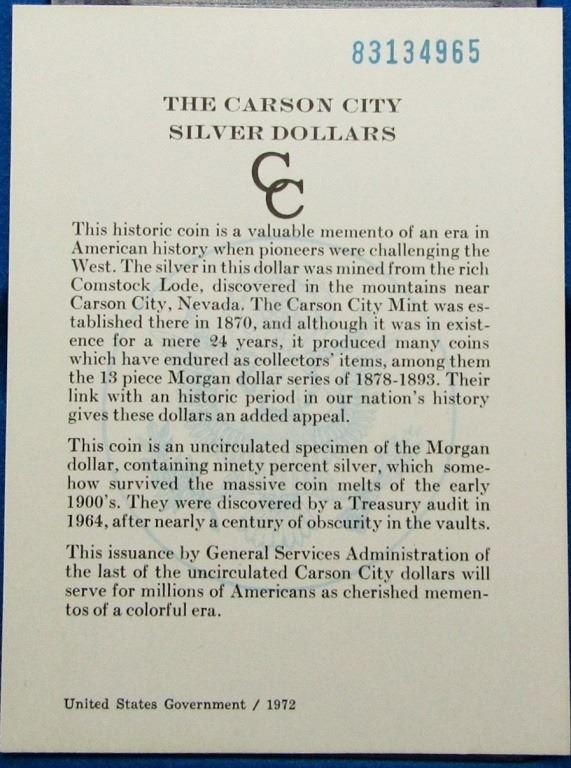 83134965
THE CARSON CITY
SILVER DOLLARS
CC
This historic coin is a valuable memento of an era in
American history when pioneers were challenging the
West. The silver in this dollar was mined from the rich
Comstock Lode, discovered in the mountains near
Carson City, Nevada. The Carson City Mint was es-
tablished there in 1870, and although it was in exist-
ence for a mere 24 years, it produced many coins
which have endured as collectors' items, among them
the 13 piece Morgan dollar series of 1878-1893. Their
link with an historic period in our nation's history
gives these dollars an added appeal.
This coin is an uncirculated specimen of the Morgan
dollar, containing ninety percent silver, which some-
how survived the massive coin melts of the early
1900's. They were discovered by a Treasury audit in
1964, after nearly a century of obscurity in the vaults.
This issuance by General Services Administration of
the last of the uncirculated Carson City dollars will
serve for millions of Americans as cherished memen-
tos of a colorful era.
United States Government / 1972